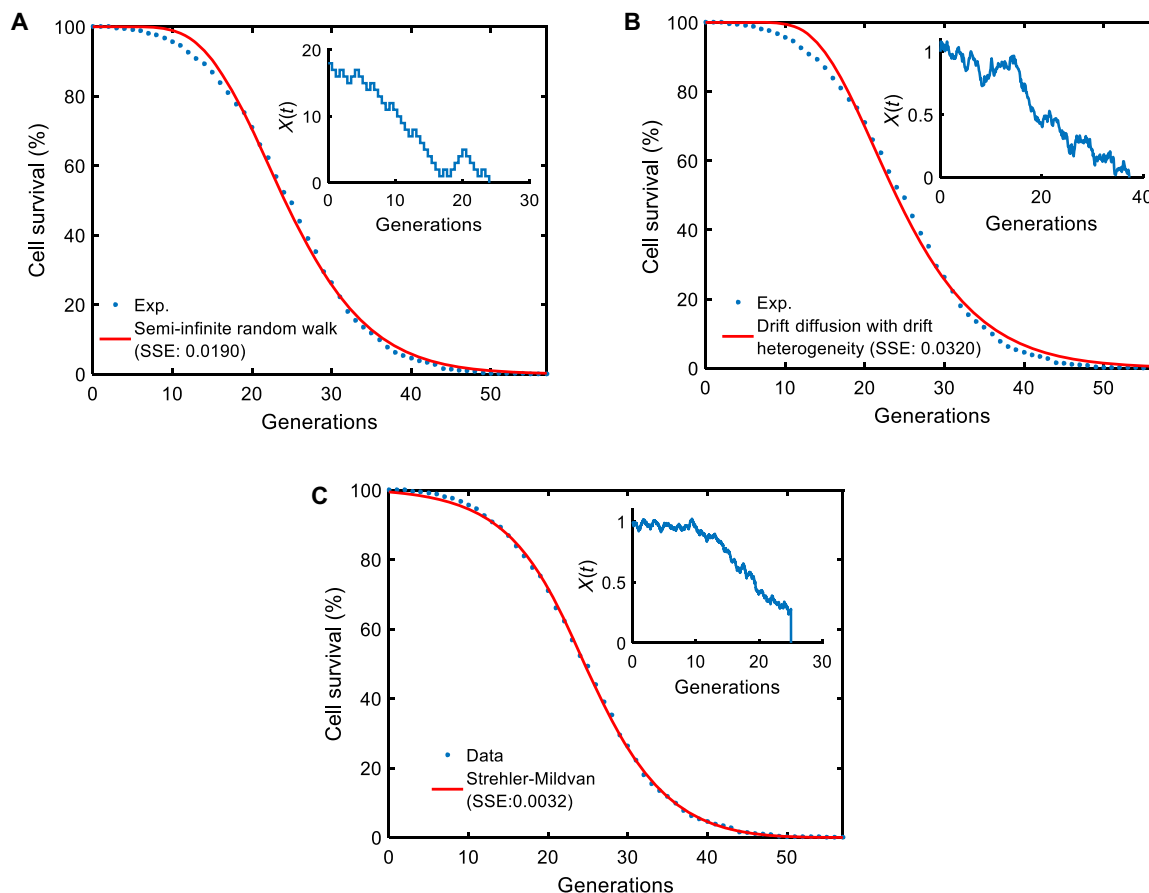 A
100
80
60
40
20
0
Cell survival (%)
0
10
20
30
40
50
Generations
Exp.
Semi-infinite random walk
(SSE: 0.0190)
20
10
0
X(t)
0
10
20
30
Generations
B
100
80
60
40
20
0
Cell survival (%)
0
10
20
30
40
50
Generations
Exp.
Drift diffusion with drift
heterogeneity (SSE: 0.0320)
1
0.5
0
X(t)
0
20
40
Generations
C
100
80
60
40
20
0
Cell survival (%)
0
10
20
30
40
50
Generations
Data
Strehler-Mildvan
(SSE:0.0032)
1
0.5
0
X(t)
0
10
20
30
Generations